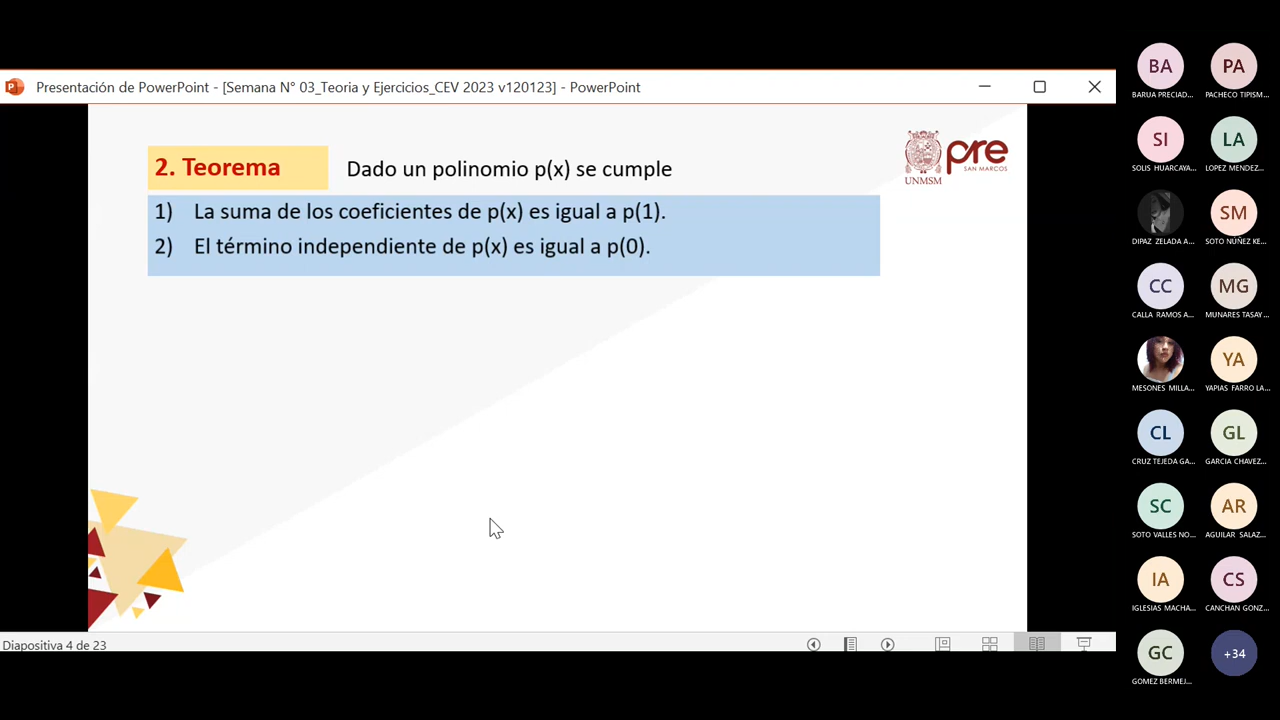 Presentación de PowerPoint - [Semana N° 03_Teoria y Ejercicios_CEV 2023 v120123] - PowerPoint
2. Teorema
Dado un polinomio p(x) se cumple
UNMSM
pre
SAN MARCOS
1) La suma de los coeficientes de p(x) es igual a p(1).
2) El término independiente de p(x) es igual a p(0).
Diapositiva 4 de 23
BA
PA
BARUA PRECIAD...
PACHECO TIPISM...
SI
LA
SOLIS HUARCAYA...
LOPEZ MENDEZ...
SM
DIPAZ ZELADA A...
SOTO NÚÑEZ KE...
CC
MG
CALLA RAMOS A...
MUNARES TASAY...
YA
MESONES MILLA...
YAPIAS FARRO LA...
CL
GL
CRUZ TEJEDA GA...
GARCIA CHAVEZ...
SC
AR
SOTO VALLES NO...
AGUILAR SALAZ...
IA
CS
IGLESIAS MACHA...
CANCHAN GONZ...
GC
+34
GOMEZ BERMEJ...